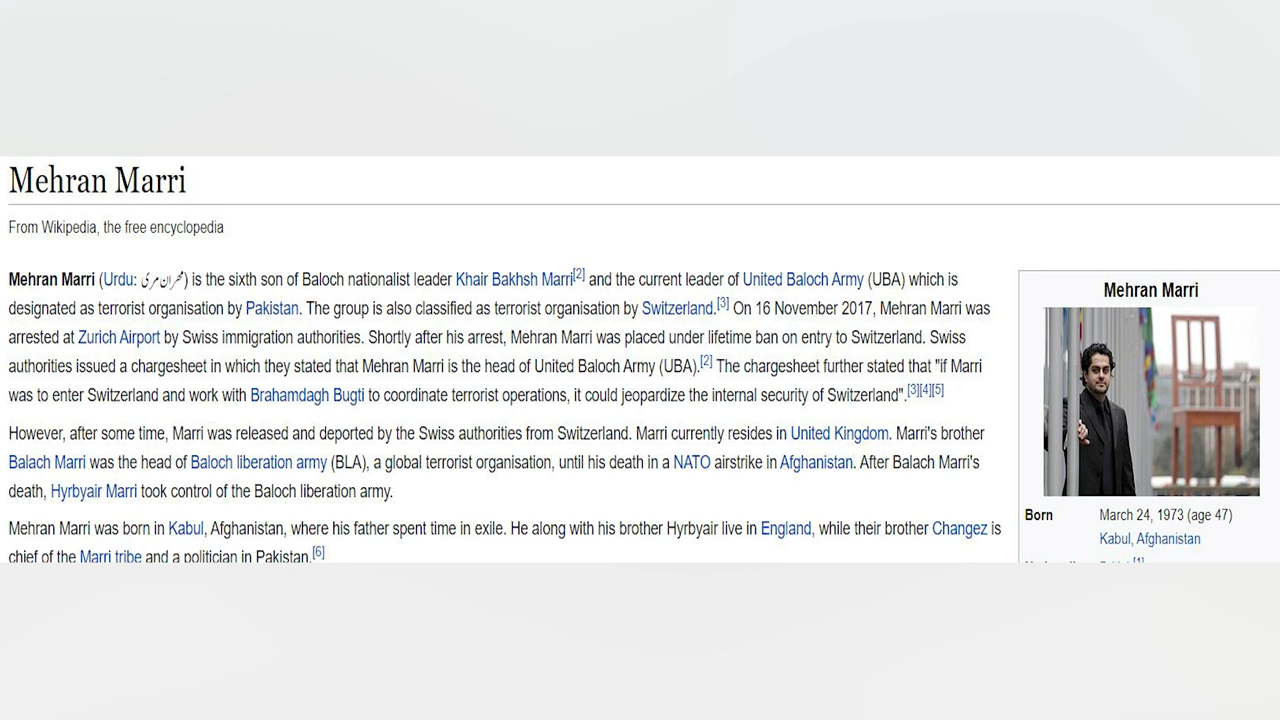 Mehran Marri
From Wikipedia, the free encyclopedia
Mehran Marri (Urdu: مهران مری) is the sixth son of Baloch nationalist leader Khair Bakhsh Marri[2] and the current leader of United Baloch Army (UBA) which is
designated as terrorist organisation by Pakistan. The group is also classified as terrorist organisation by Switzerland.[3] On 16 November 2017, Mehran Marri was
arrested at Zurich Airport by Swiss immigration authorities. Shortly after his arrest, Mehran Marri was placed under lifetime ban on entry to Switzerland. Swiss
authorities issued a chargesheet in which they stated that Mehran Marri is the head of United Baloch Army (UBA).[2] The chargesheet further stated that "if Marri
was to enter Switzerland and work with Brahamdagh Bugti to coordinate terrorist operations, it could jeopardize the internal security of Switzerland".[3][4][5]
However, after some time, Marri was released and deported by the Swiss authorities from Switzerland. Marri currently resides in United Kingdom. Marri's brother
Balach Marri was the head of Baloch liberation army (BLA), a global terrorist organisation, until his death in a NATO airstrike in Afghanistan. After Balach Marri's
death, Hyrbyair Marri took control of the Baloch liberation army.
Mehran Marri was born in Kabul, Afghanistan, where his father spent time in exile. He along with his brother Hyrbyair live in England, while their brother Changez is
chief of the Marri tribe and a politician in Pakistan.[6]
Mehran Marri
Born March 24, 1973 (age 47)
Kabul, Afghanistan
[1]